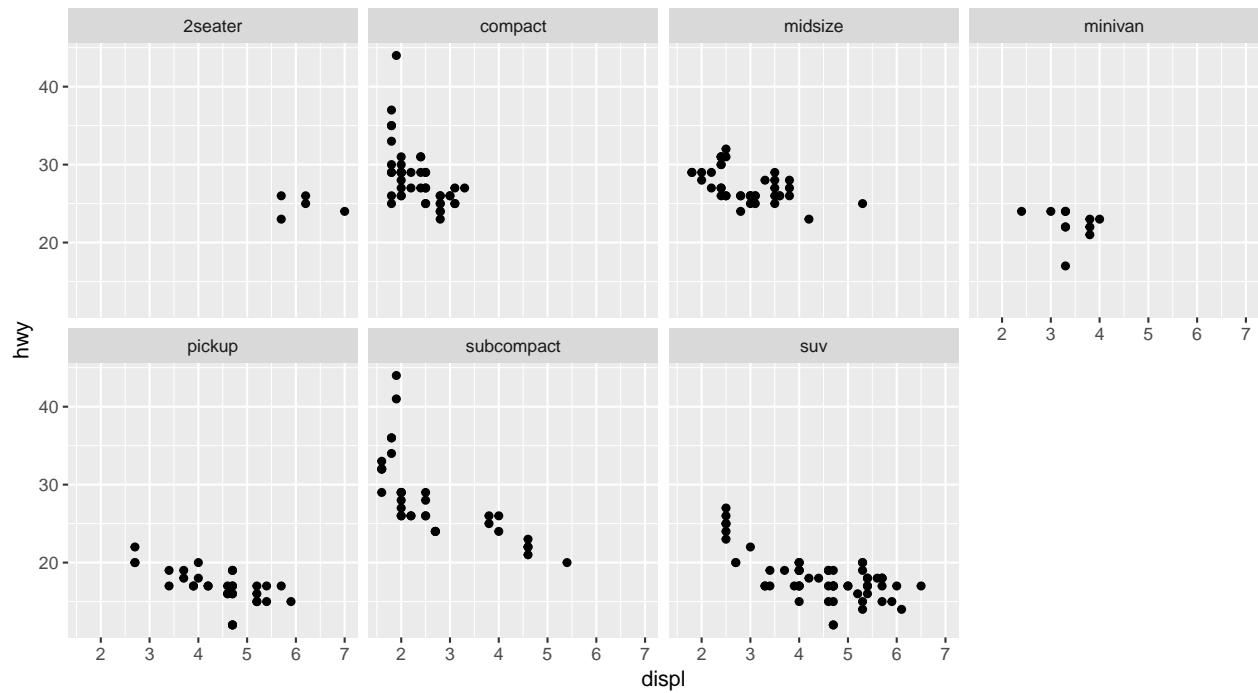 2seater compact midsize minivan
40
30
20
2 3 4 5 6 7
hwy
pickup subcompact suv
40
30
20
2 3 4 5 6 7 2 3 4 5 6 7 2 3 4 5 6 7
displ